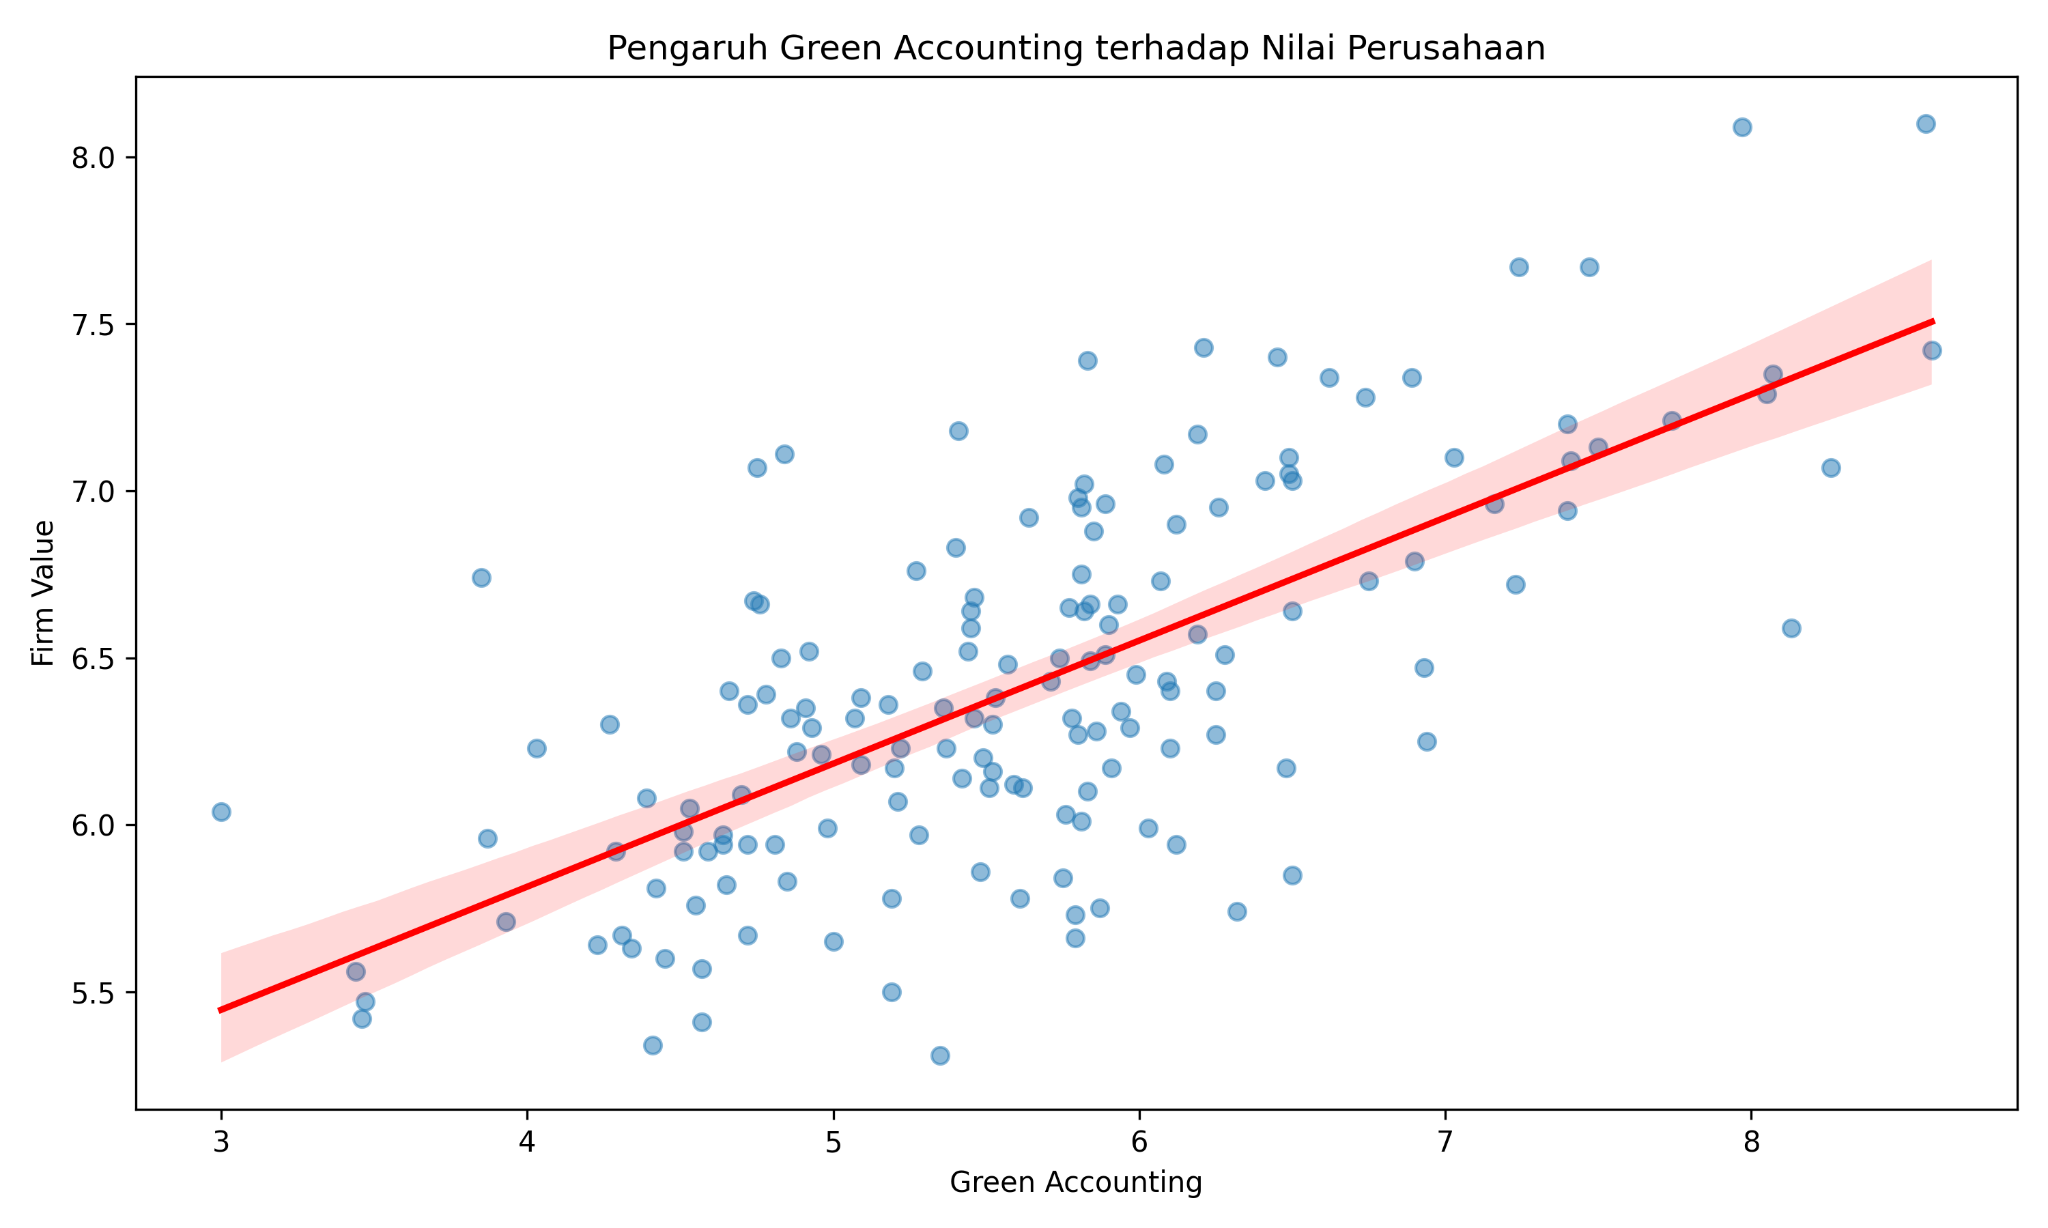 Pengaruh Green Accounting terhadap Nilai Perusahaan
8.0
7.5
7.0
6.5
6.0
5.5
Firm Value
3 4 5 6 7 8
Green Accounting